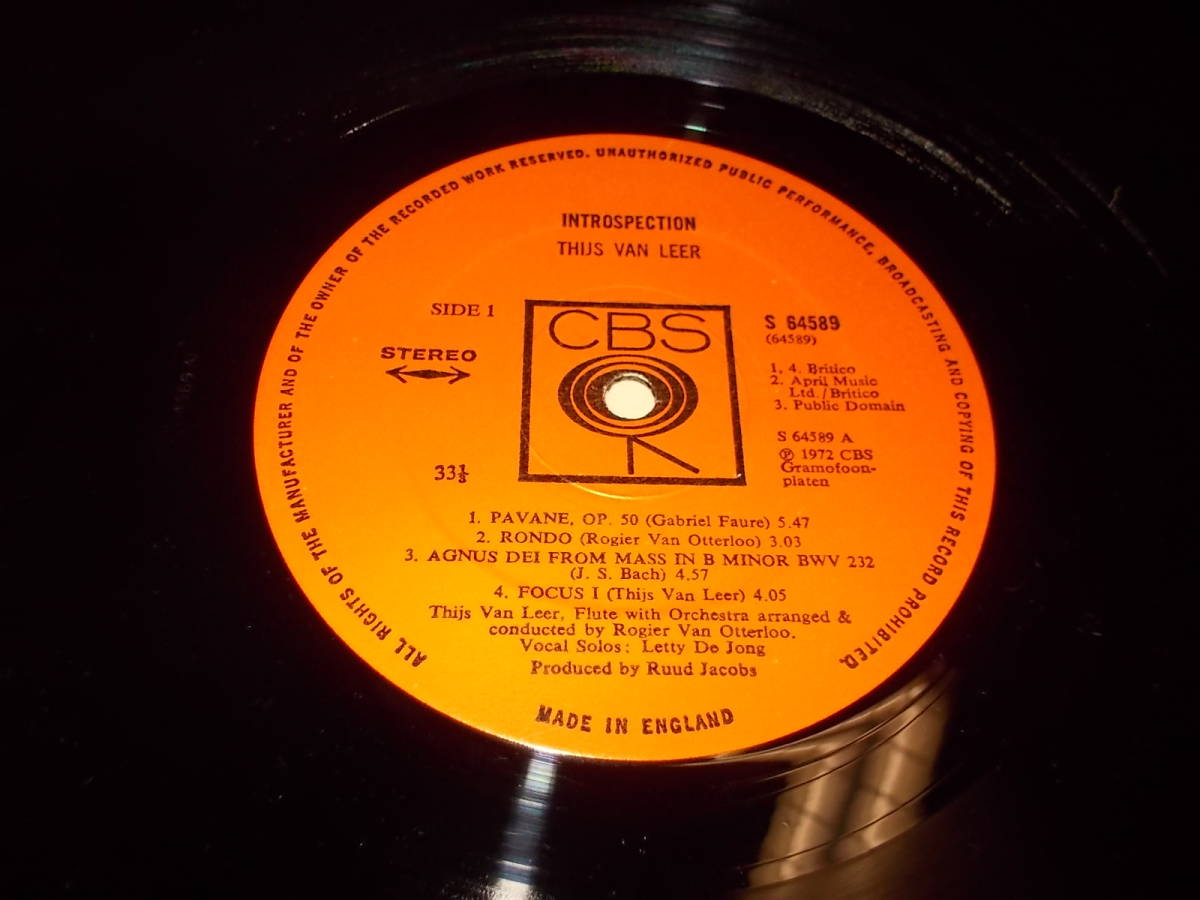 ALL RIGHTS OF THE MANUFACTURER AND OF THE OWNER OF THE RECORDED WORK RESERVED. UNAUTHORIZED PUBLIC PERFORMANCE, BROADCASTING AND COPYING OF THIS RECORD PROHIBITED.
INTROSPECTION
THIJS VAN LEER
SIDE 1
STEREO
33⅓
CBS
S 64589
(64589)
1, 4. Britico
2. April Music
Ltd./Britico
3. Public Domain
S 64589 A
℗ 1972 CBS
Gramofoon-
platen
1. PAVANE, OP. 50 (Gabriel Faure) 5.47
2. RONDO (Rogier Van Otterloo) 3.03
3. AGNUS DEI FROM MASS IN B MINOR BWV 232
(J. S. Bach) 4.57
4. FOCUS I (Thijs Van Leer) 4.05
Thijs Van Leer, Flute with Orchestra arranged &
conducted by Rogier Van Otterloo.
Vocal Solos: Letty De Jong
Produced by Ruud Jacobs
MADE IN ENGLAND